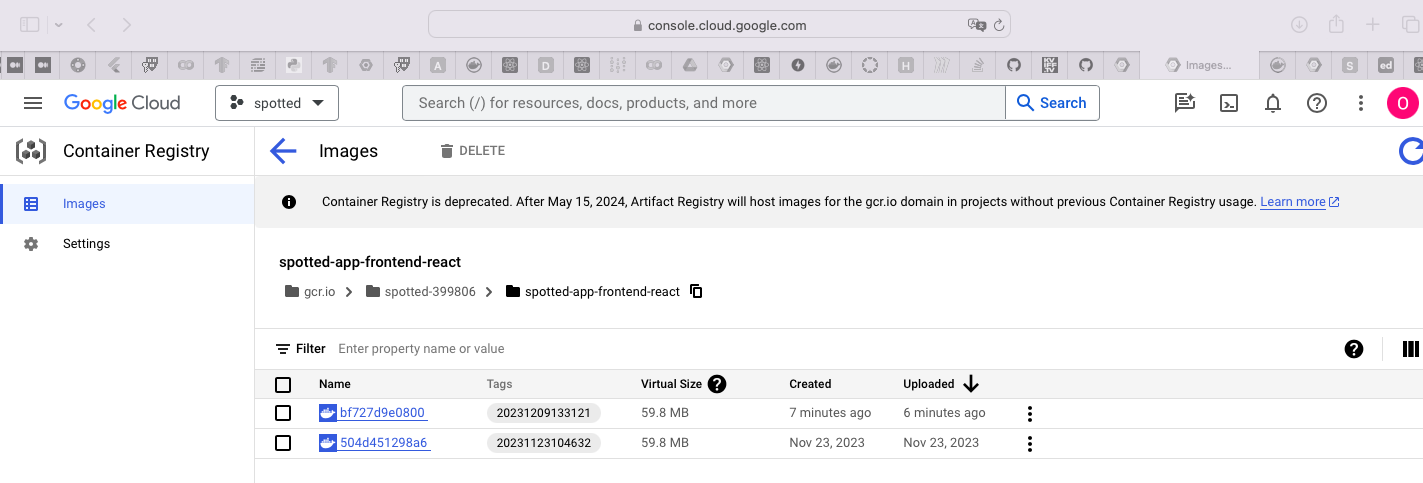 console.cloud.google.com
A
D
H
S
ed
Images...
Google Cloud
spotted
Search (/) for resources, docs, products, and more
Search
O
Container Registry
Images
DELETE
Images
Settings
Container Registry is deprecated. After May 15, 2024, Artifact Registry will host images for the gcr.io domain in projects without previous Container Registry usage. Learn more
spotted-app-frontend-react
gcr.io
spotted-399806
spotted-app-frontend-react
Filter
Enter property name or value
Name Tags Virtual Size Created Uploaded
bf727d9e0800 20231209133121 59.8 MB 7 minutes ago 6 minutes ago
504d451298a6 20231123104632 59.8 MB Nov 23, 2023 Nov 23, 2023